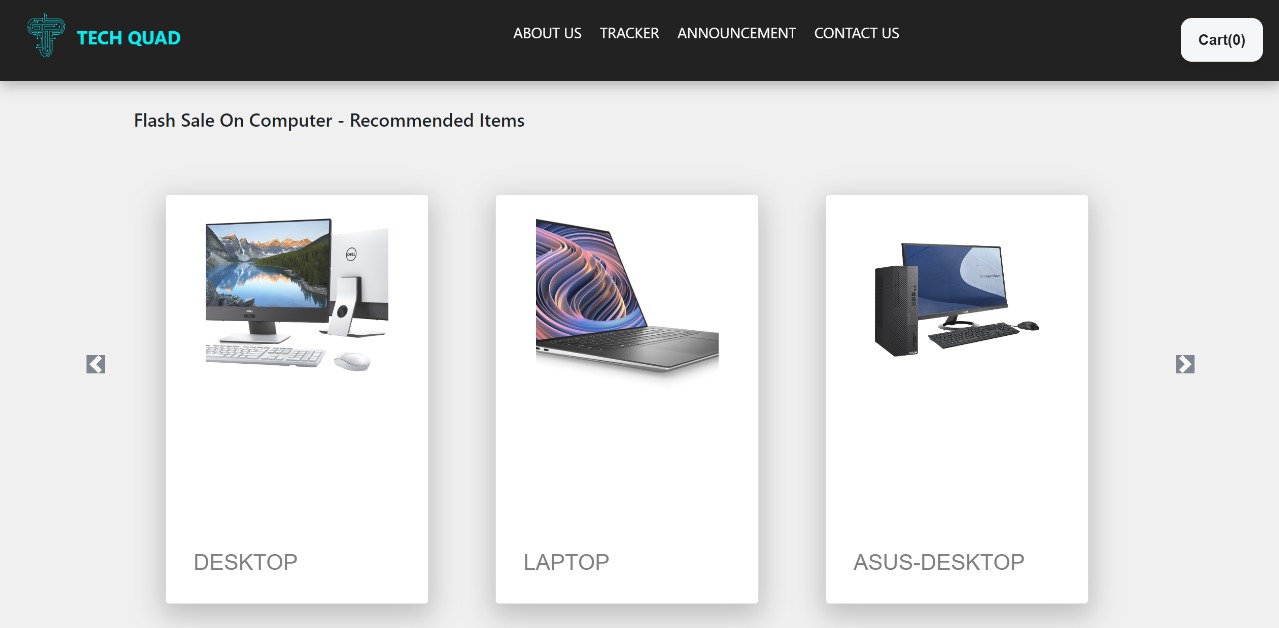 TECH QUAD
ABOUT US TRACKER ANNOUNCEMENT CONTACT US
Cart(0)
Flash Sale On Computer - Recommended Items
DELL
DESKTOP
LAPTOP
ASUS-DESKTOP